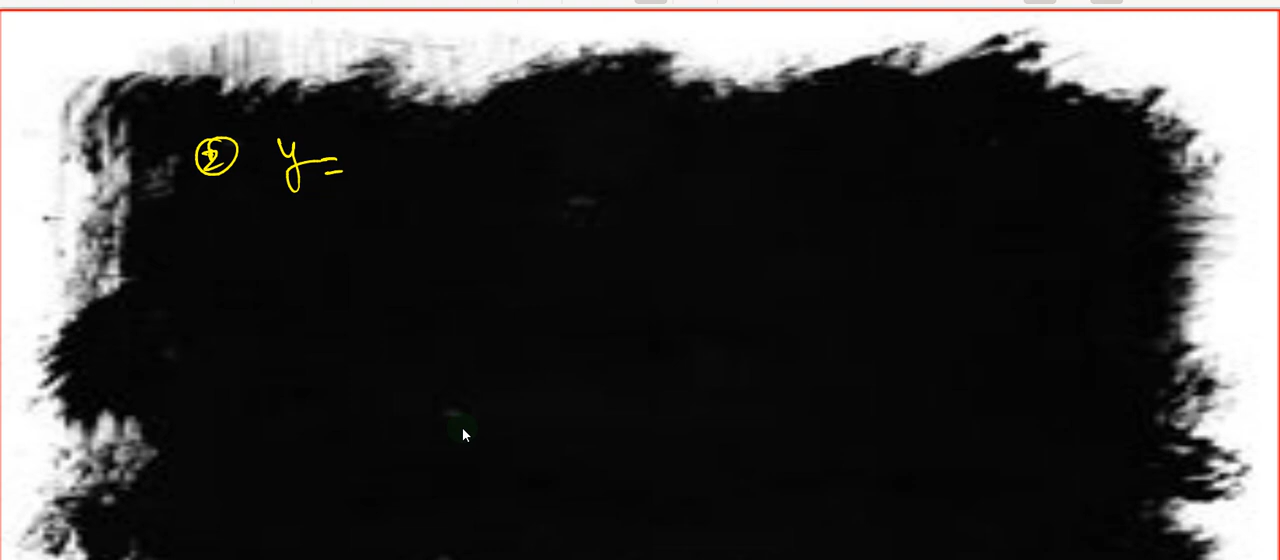 ② y=